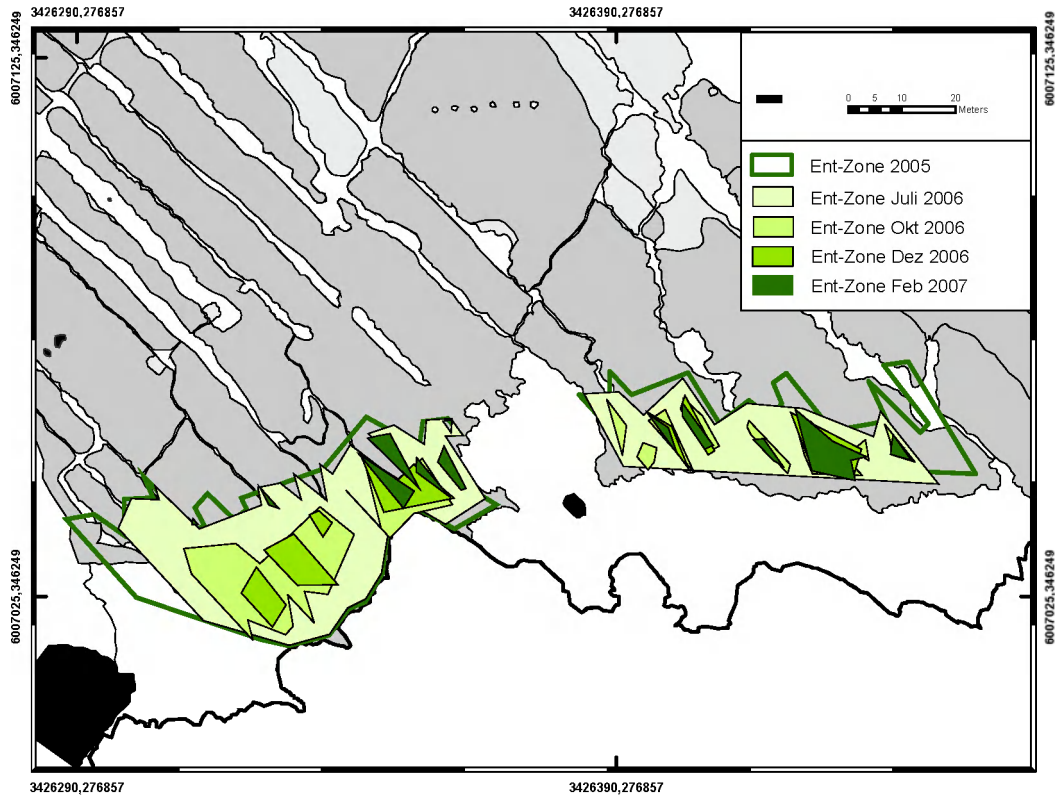 3426290,276857 3426390,276857
6007125,346249 6007125,346249
0 5 10 20
Meters
Ent-Zone 2005
Ent-Zone Juli 2006
Ent-Zone Okt 2006
Ent-Zone Dez 2006
Ent-Zone Feb 2007
6007025,346249 6007025,346249
3426290,276857 3426390,276857